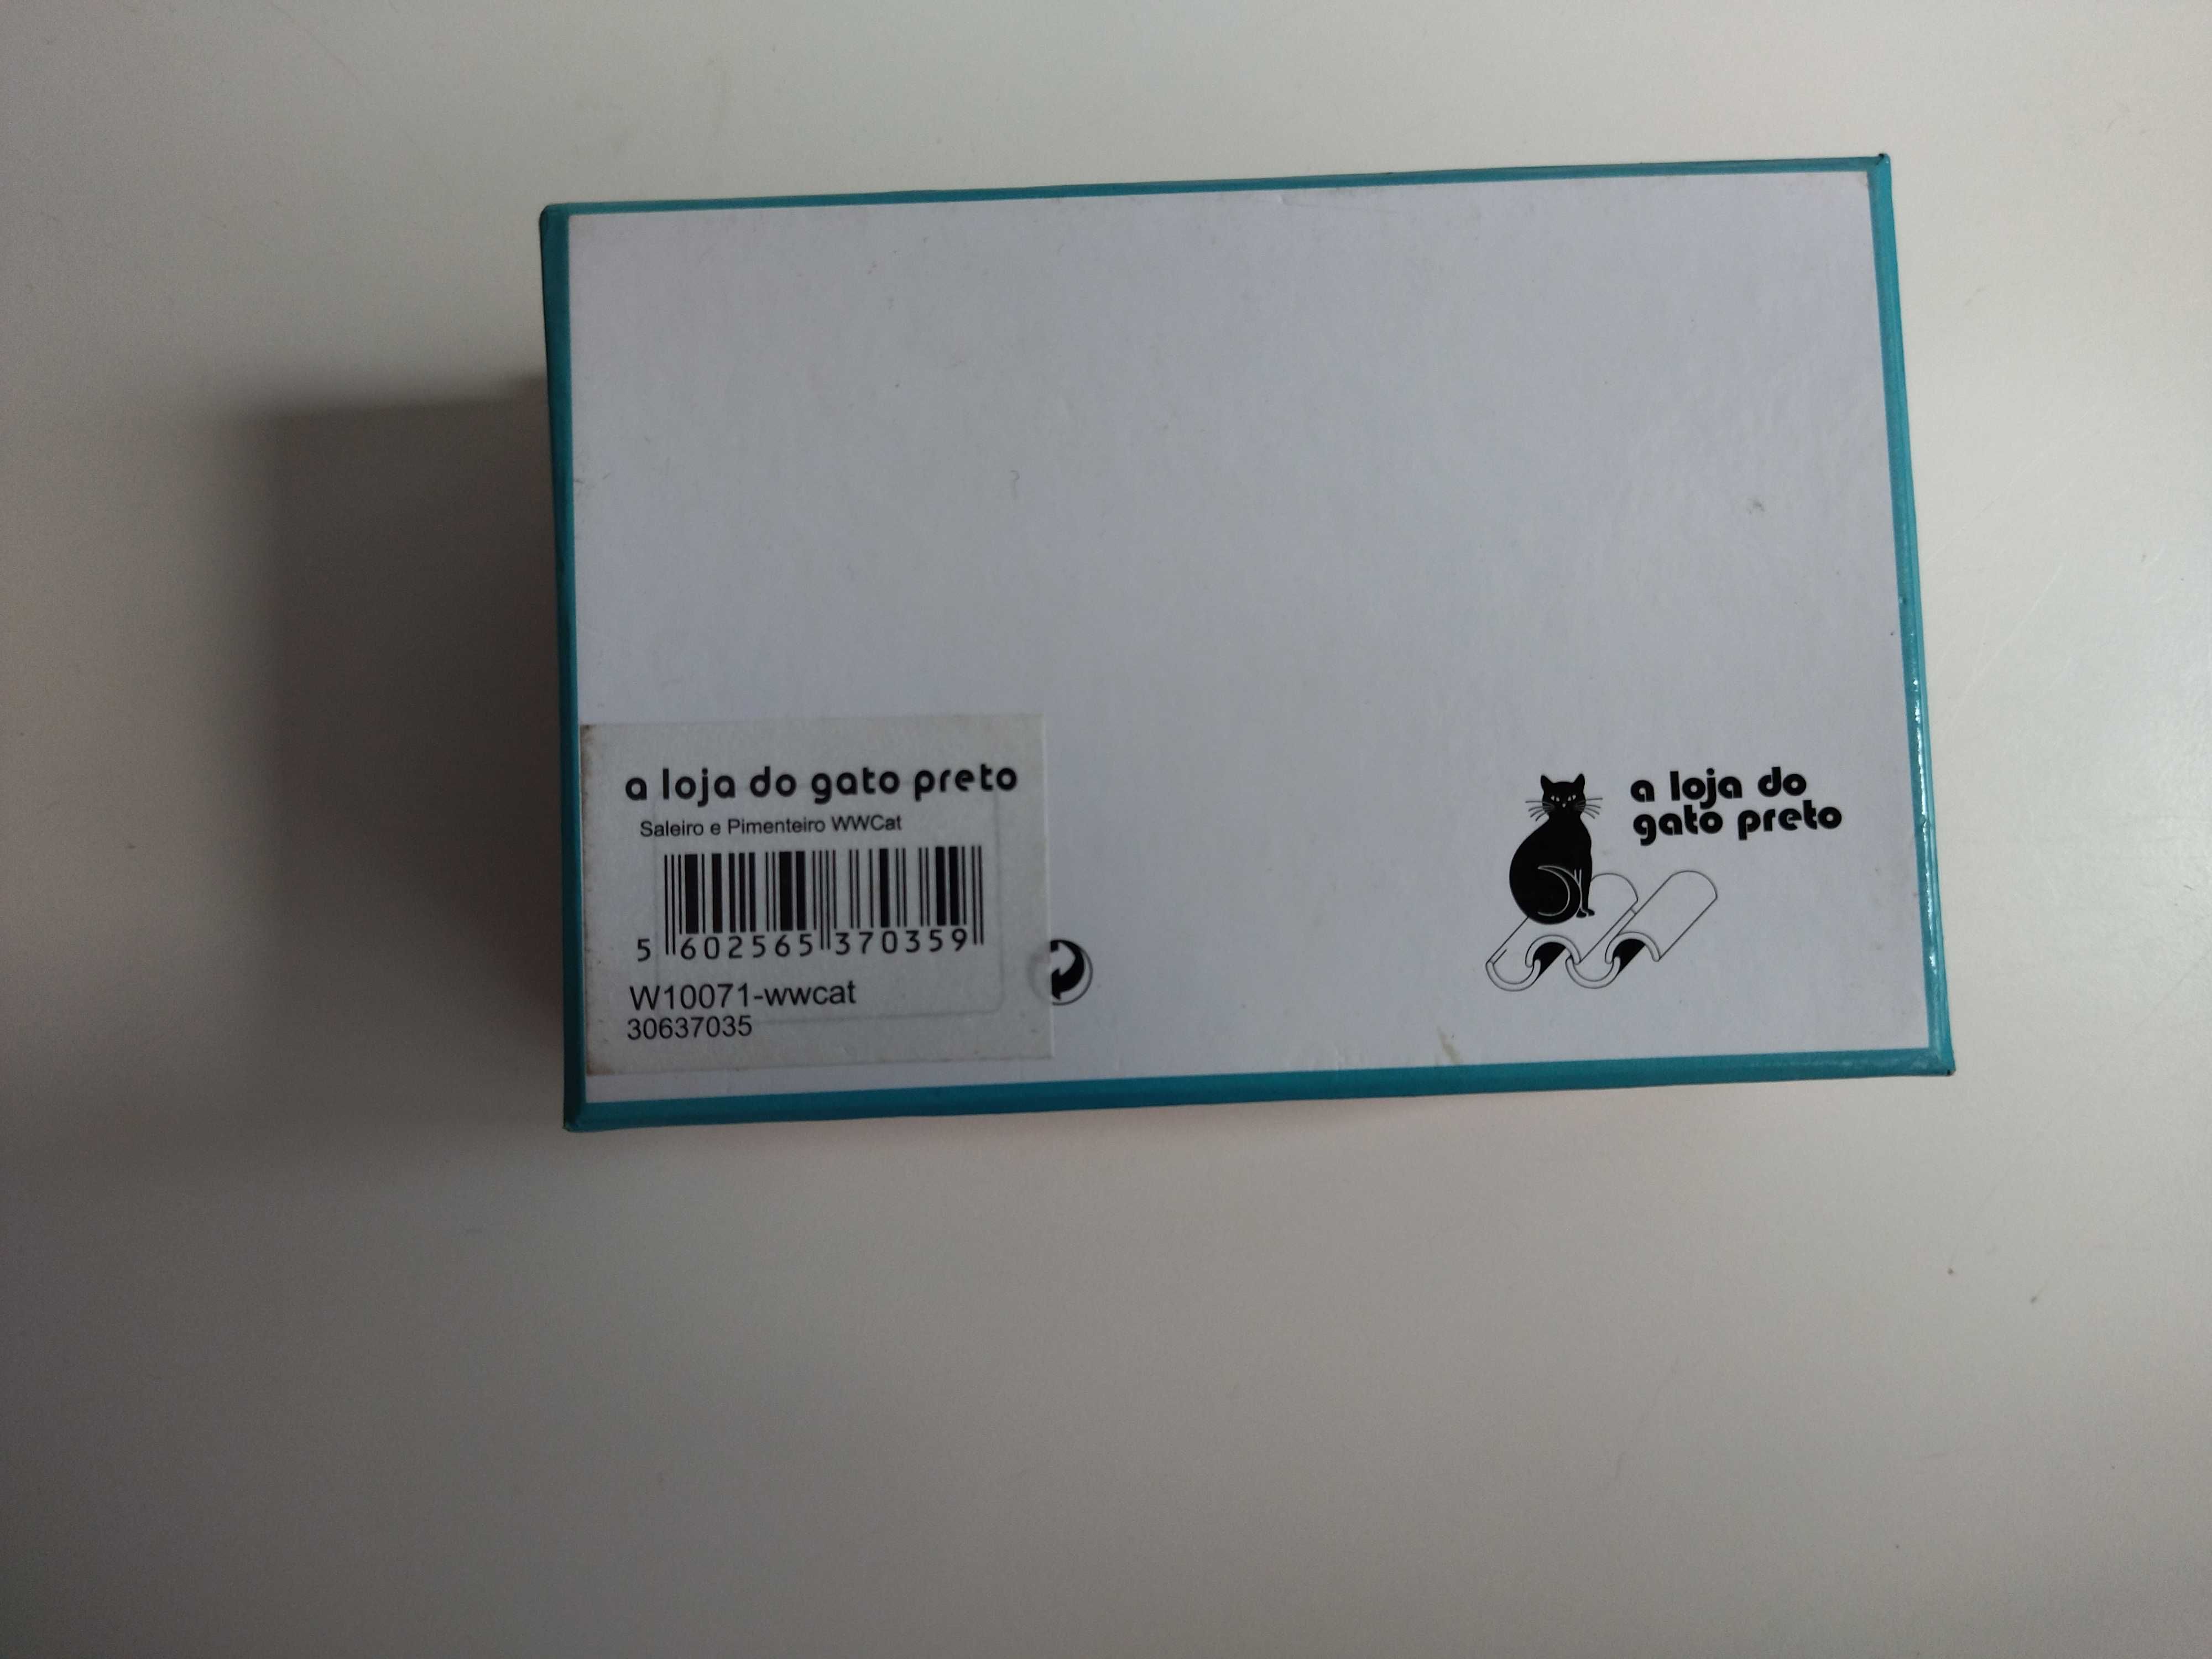 a loja do gato preto
Saleiro e Pimenteiro WWCat
5 602565 370359
W10071-wwcat
30637035
a loja do
gato preto